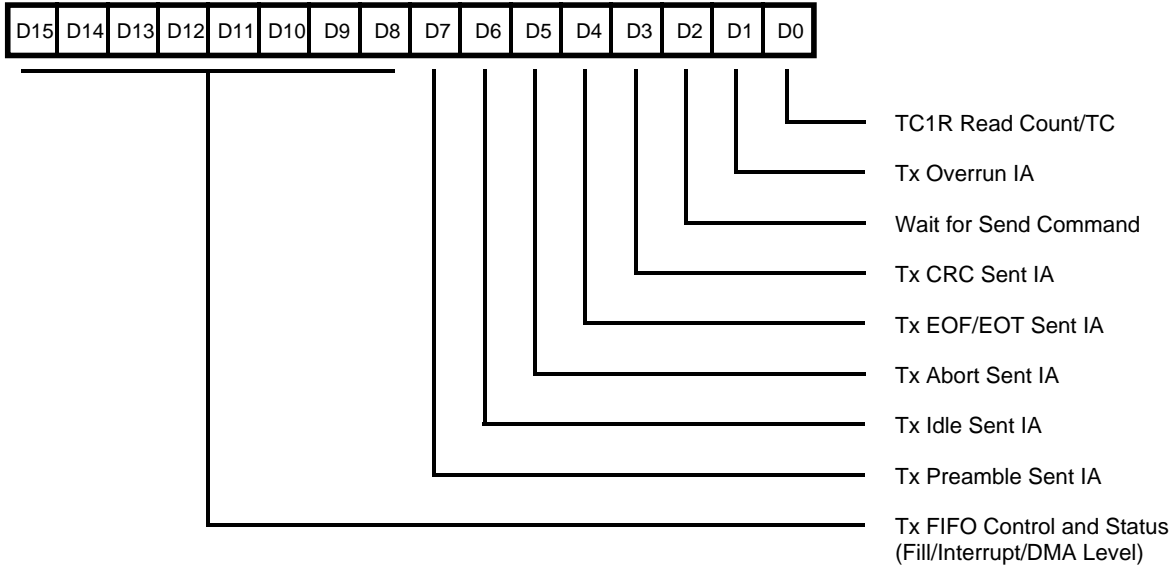 D15 D14 D13 D12 D11 D10 D9 D8 D7 D6 D5 D4 D3 D2 D1 D0
TC1R Read Count/TC
Tx Overrun IA
Wait for Send Command
Tx CRC Sent IA
Tx EOF/EOT Sent IA
Tx Abort Sent IA
Tx Idle Sent IA
Tx Preamble Sent IA
Tx FIFO Control and Status
(Fill/Interrupt/DMA Level)